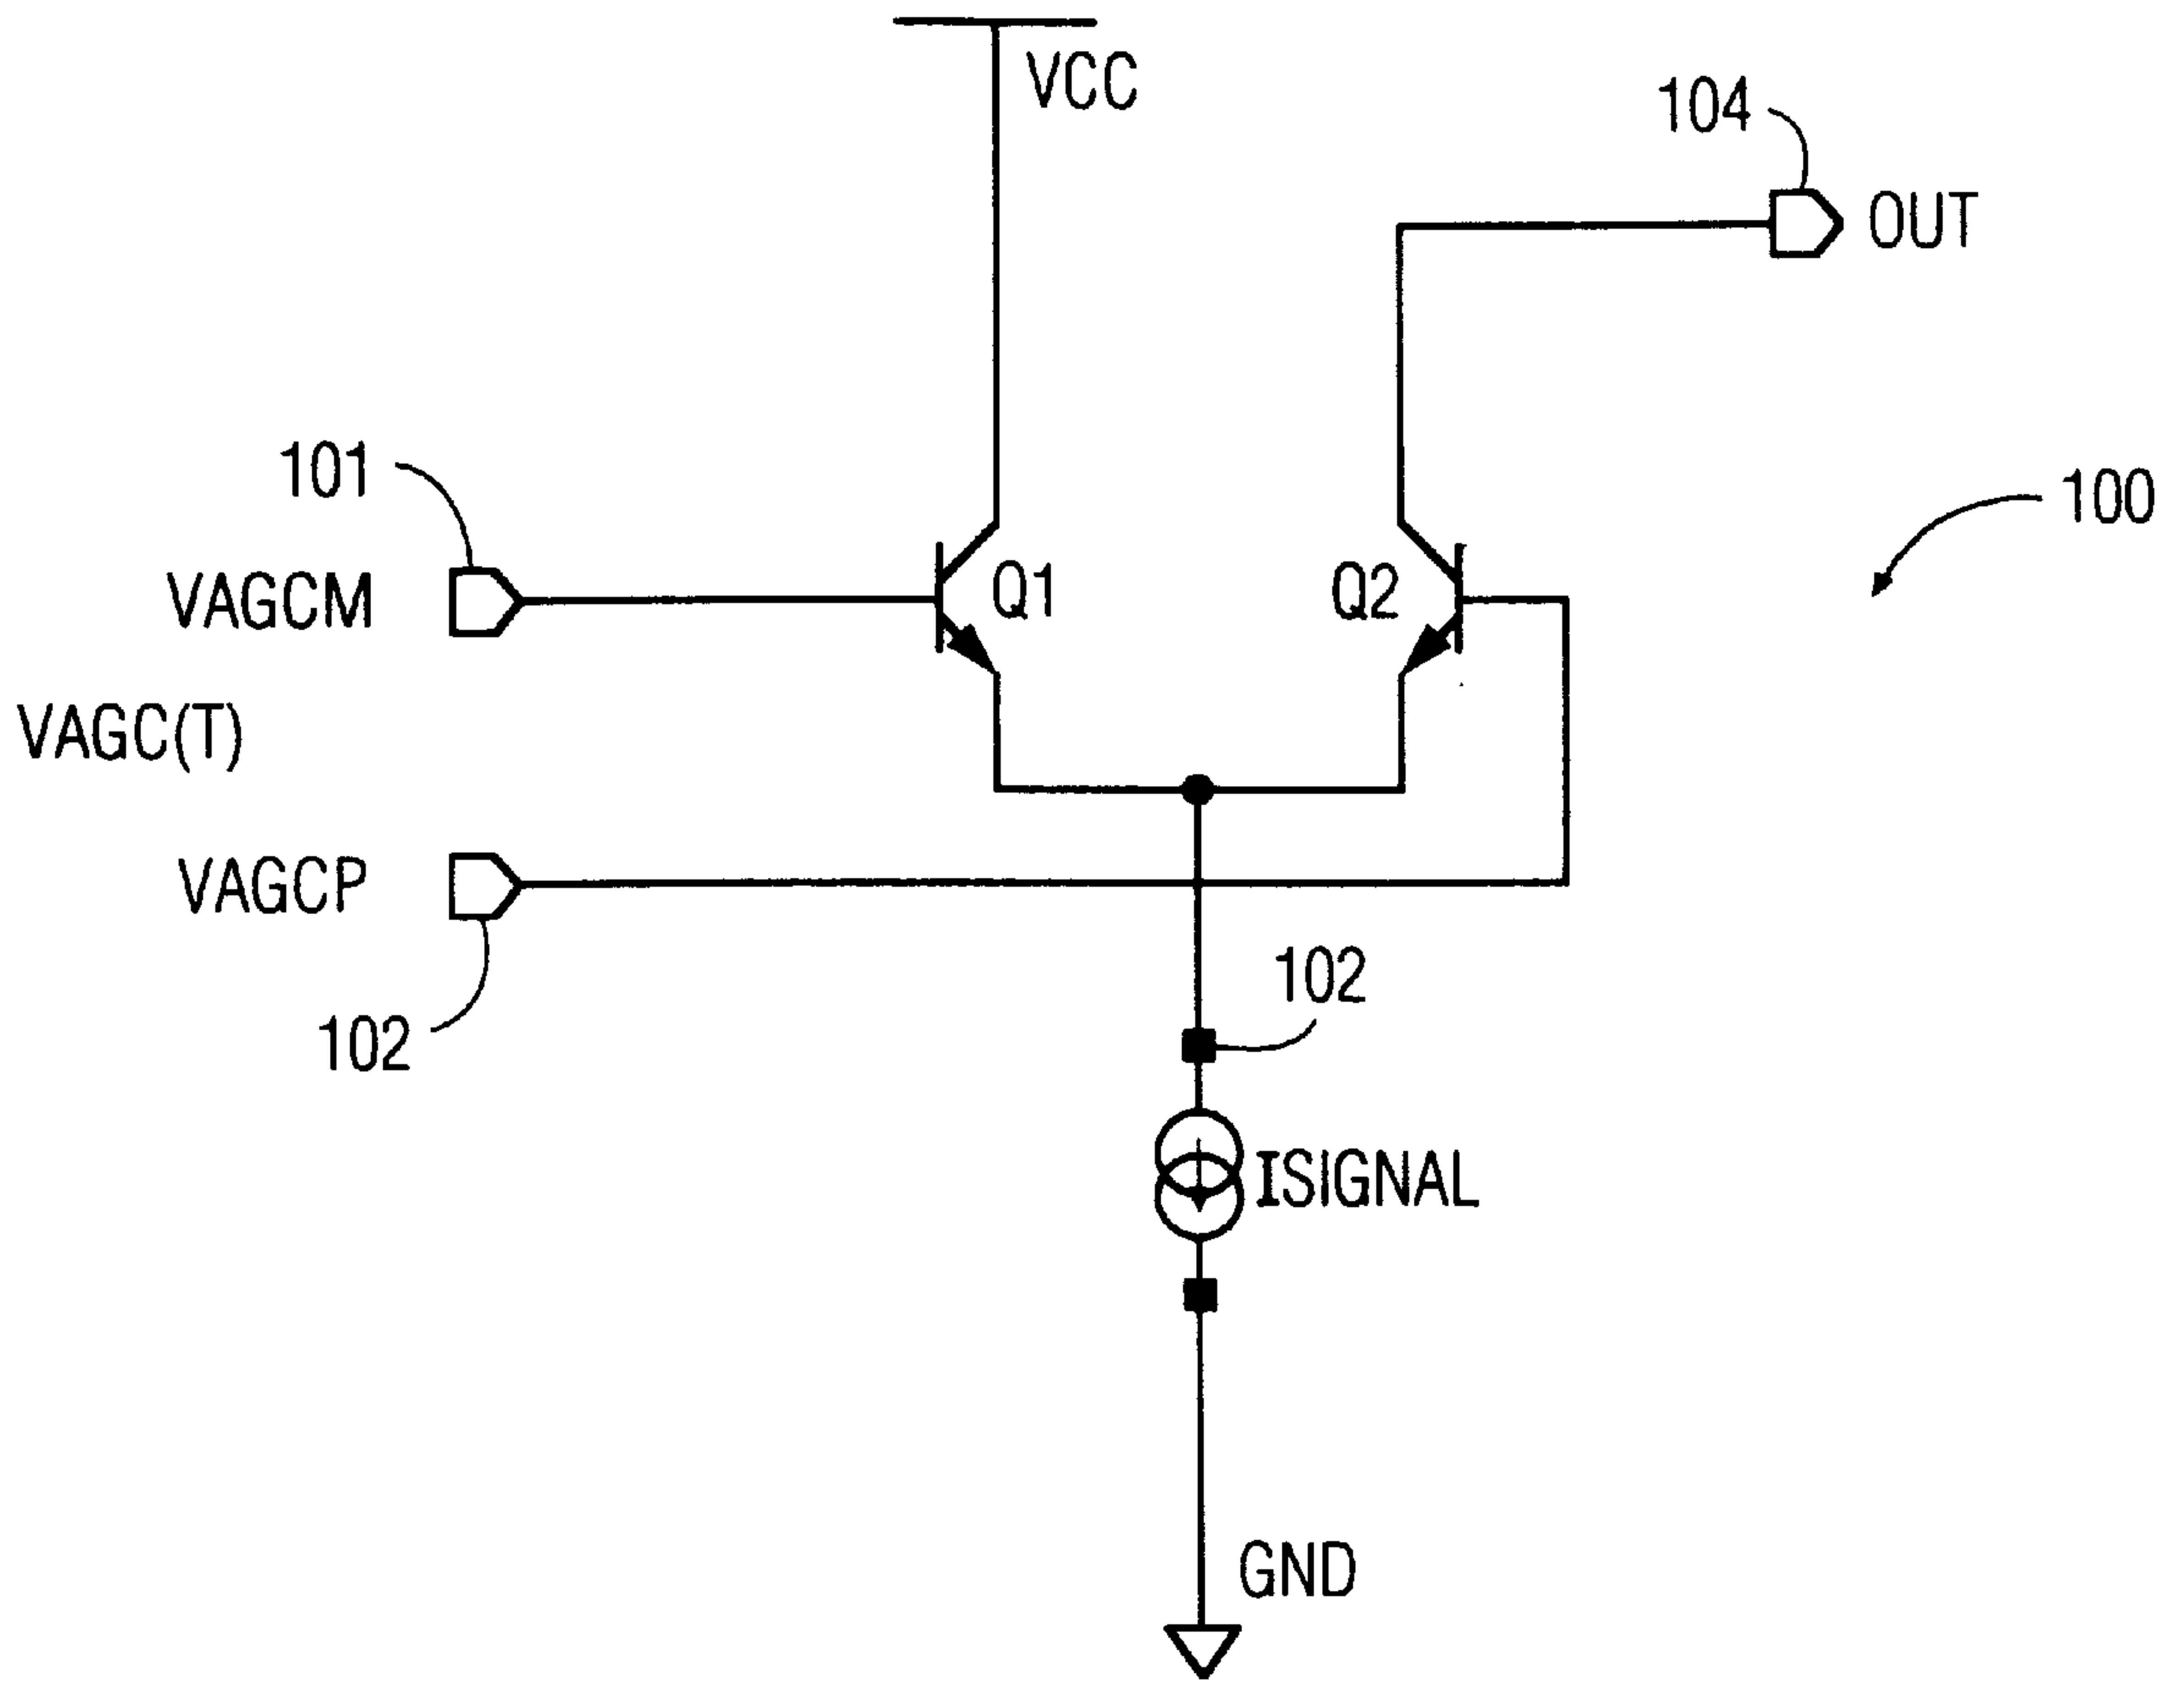 VCC
104
OUT
101
100
VAGCM
Q1
Q2
VAGC(T)
VAGCP
102
102
ISIGNAL
GND